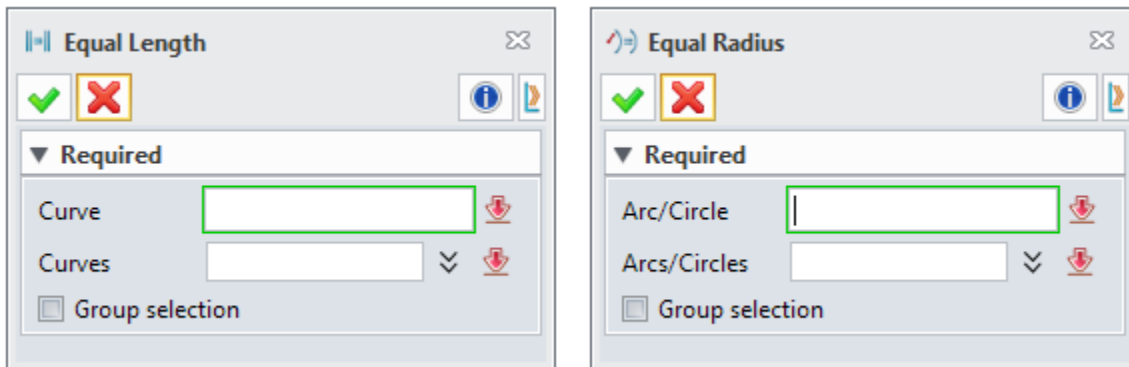 Equal Length
Required
Curve
Curves
Group selection
Equal Radius
Required
Arc/Circle
Arcs/Circles
Group selection